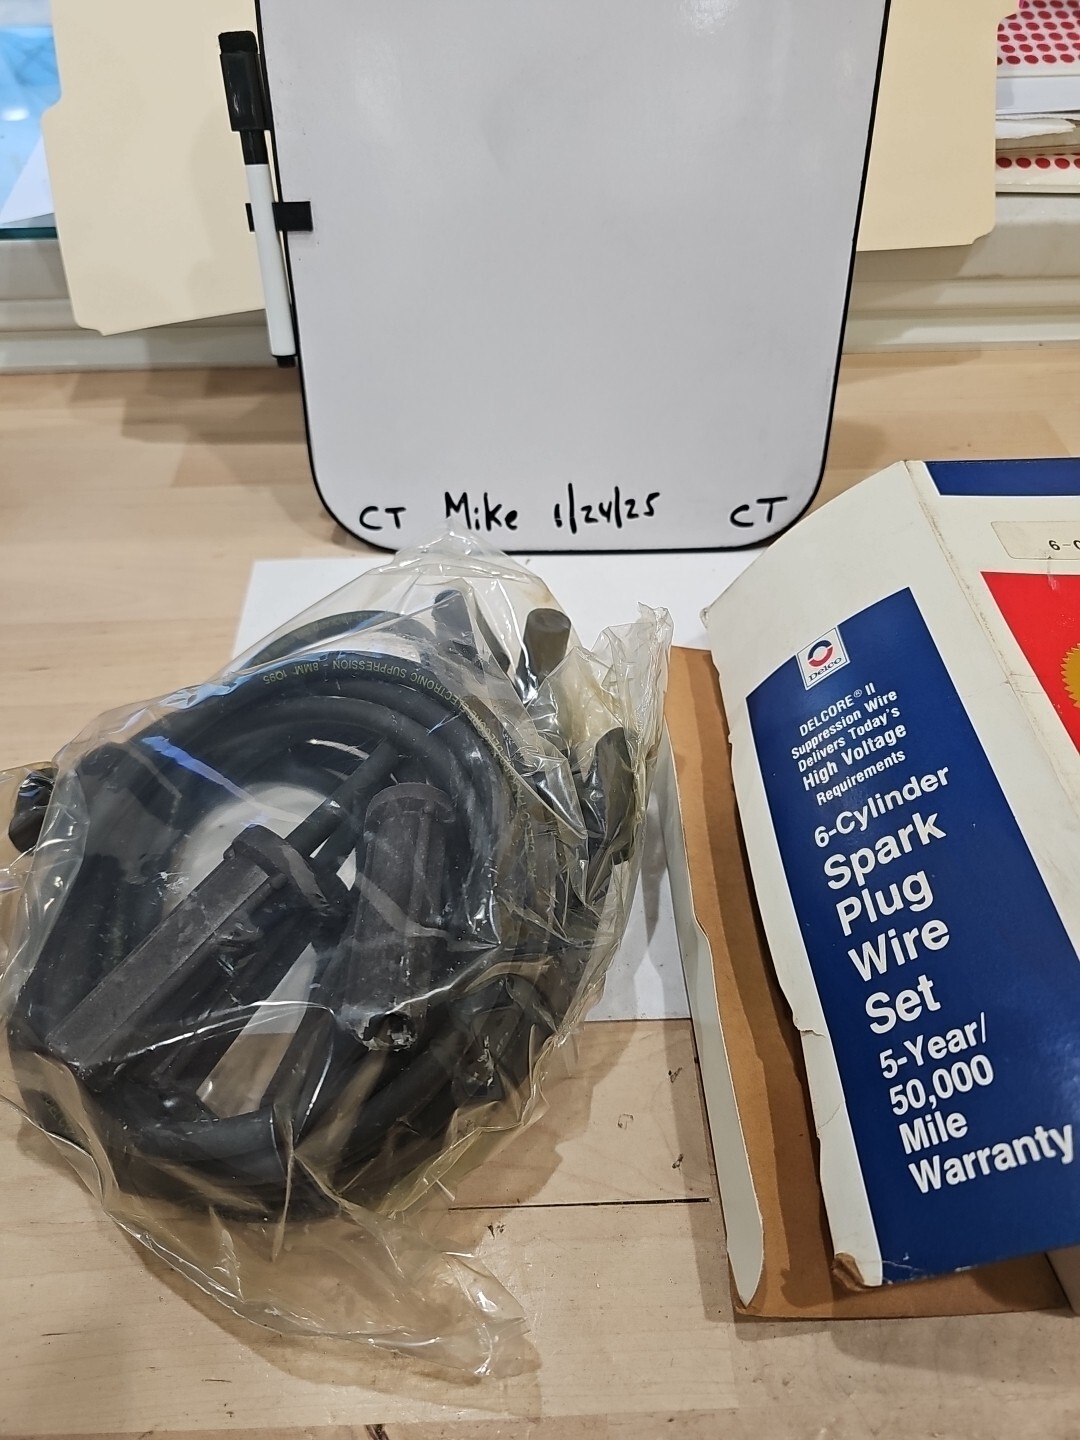 CT Mike 1/24/25 CT
ELECTRONIC SUPPRESSION - 8MM 1095
6-
Delco
DELCORE® II
Suppression Wire
Delivers Today's
High Voltage
Requirements
6-Cylinder
Spark
Plug
Wire
Set
5-Year/
50,000
Mile
Warranty